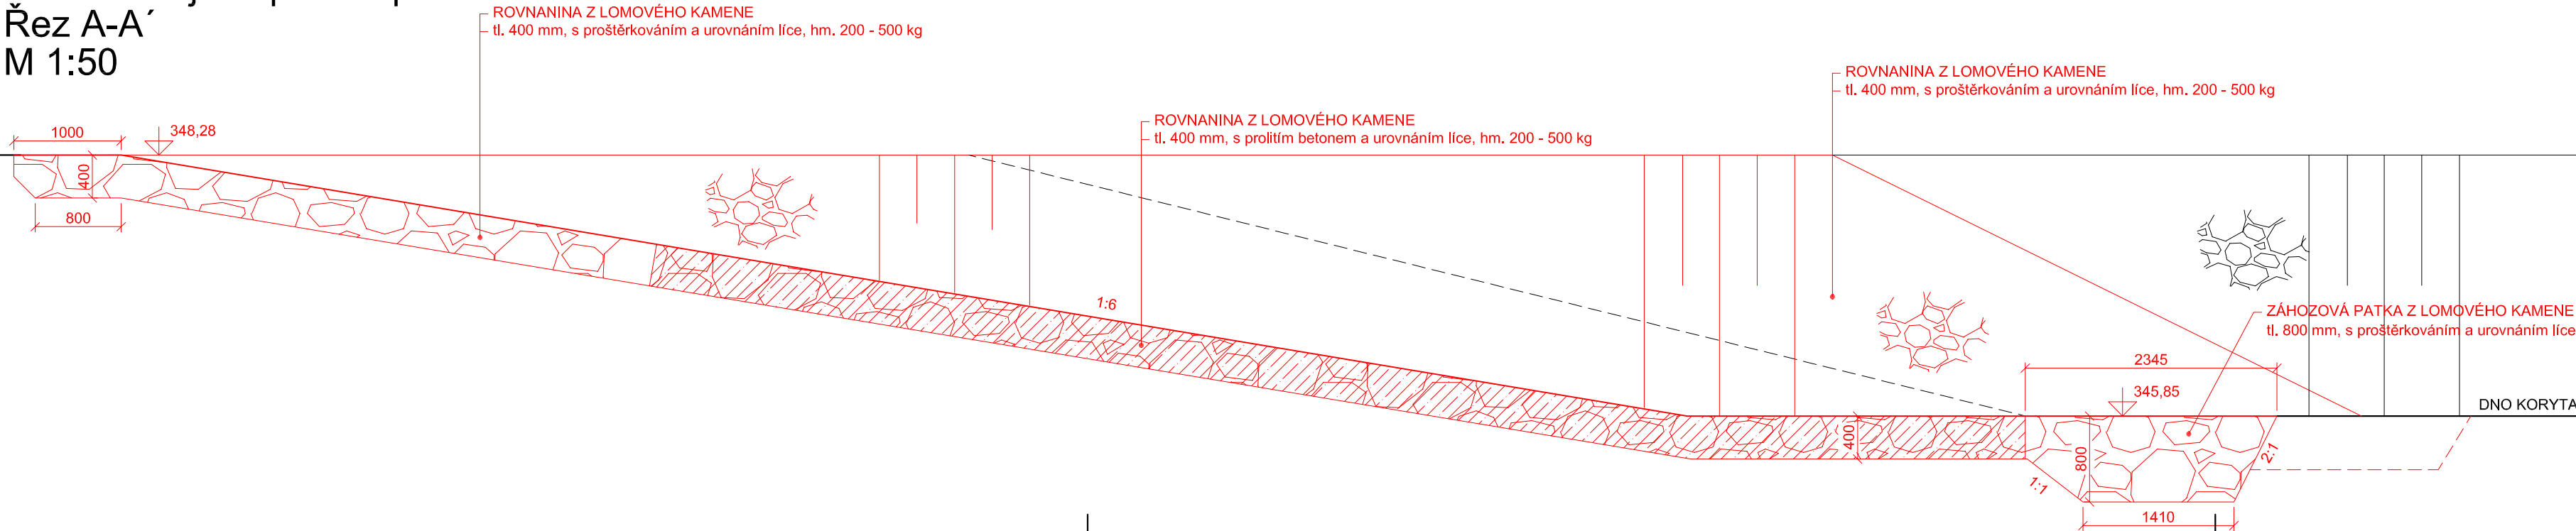 Řez A-A´
M 1:50
ROVNANINA Z LOMOVÉHO KAMENE
tl. 400 mm, s proštěrkováním a urovnáním líce, hm. 200 - 500 kg
ROVNANINA Z LOMOVÉHO KAMENE
tl. 400 mm, s proštěrkováním a urovnáním líce, hm. 200 - 500 kg
ROVNANINA Z LOMOVÉHO KAMENE
tl. 400 mm, s prolitím betonem a urovnáním líce, hm. 200 - 500 kg
1000
348,28
400
800
1:6
ZÁHOZOVÁ PATKA Z LOMOVÉHO KAMENE
tl. 800 mm, s proštěrkováním a urovnáním líce
2345
345,85
DNO KORYTA
400
800
2:1
1:1
1410